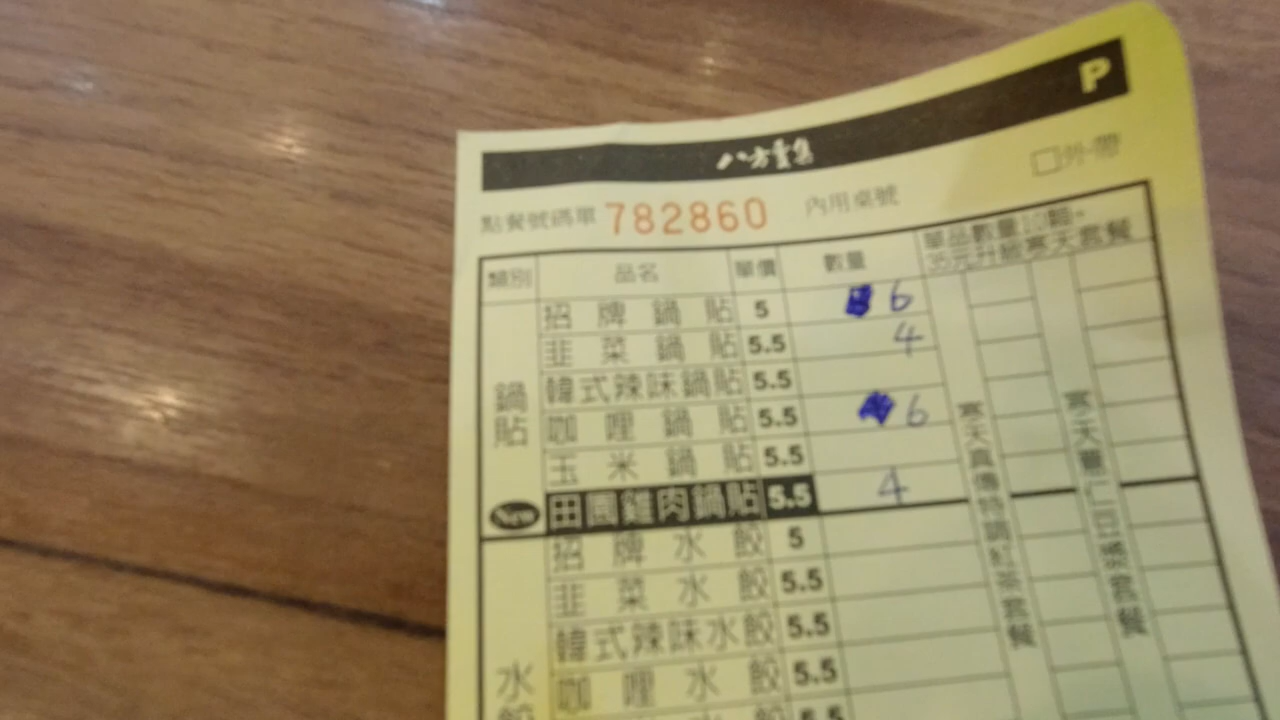 P
八方雲集
點餐號碼單 782860 內用桌號 □外帶
類別 品名 單價 數量 單品數量10顆,
35元升級寒天套餐
招牌鍋貼 5 6
韭菜鍋貼 5.5 4
韓式辣味鍋貼 5.5
鍋貼
咖哩鍋貼 5.5 6
玉米鍋貼 5.5
New 田園雞肉鍋貼 5.5 4
招牌水餃 5
韭菜水餃 5.5
韓式辣味水餃 5.5
水餃
咖哩水餃 5.5
水餃 5.5
寒天真傳特調紅茶套餐
寒天薏仁豆漿套餐